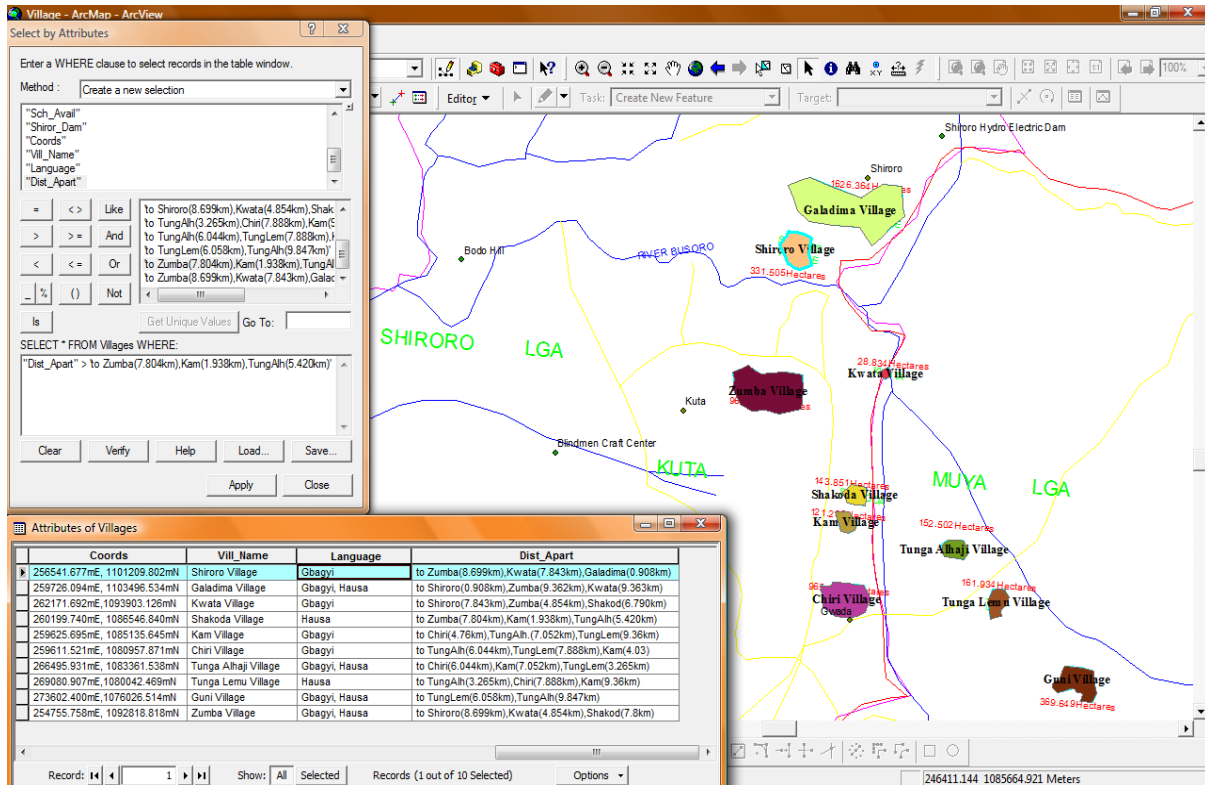 Village - ArcMap - ArcView
Select by Attributes
Enter a WHERE clause to select records in the table window.
Method : Create a new selection
"Sch_Avail"
"Shiror_Dam"
"Coords"
"Vill_Name"
"Language"
"Dist_Apart"
= <> Like
> >= And
< <= Or
_ % () Not
Is
to Shiroro(8.699km),Kwata(4.854km),Shak
to TungAlh(3.265km),Chiri(7.888km),Kam(9
to TungAlh(6.044km),TungLem(7.888km),
to TungLem(6.058km),TungAlh(9.847km)'
to Zumba(7.804km),Kam(1.938km),TungAl
to Zumba(8.699km),Kwata(7.843km),Galac
Get Unique Values Go To:
SELECT * FROM Villages WHERE:
"Dist_Apart" > to Zumba(7.804km),Kam(1.938km),TungAlh(5.420km)'
Clear Verify Help Load... Save...
Apply Close
100%
Editor Task: Create New Feature Target:
Shiroro Hydro Electric Dam
Shiroro
1626.364Hectares
Galadima Village
Shiroro Village
331.505Hectares
Bodo Hill
RIVER BUSORO
SHIRORO LGA
28.834Hectares
Kwata Village
Zumba Village
Kuta
Blindmen Craft Center
KUTA
MUYA LGA
143.851Hectares
Shakoda Village
Kam Village
152.502Hectares
Tunga Alhaji Village
161.934Hectares
Tunga Lemu Village
Chiri Village
Gwada
Guni Village
369.649Hectares
Attributes of Villages
Coords Vill_Name Language Dist_Apart
256541.677mE, 1101209.802mN Shiroro Village Gbagyi to Zumba(8.699km),Kwata(7.843km),Galadima(0.908km)
259726.094mE, 1103496.534mN Galadima Village Gbagyi, Hausa to Shiroro(0.908km),Zumba(9.362km),Kwata(9.363km)
262171.692mE,1093903.126mN Kwata Village Gbagyi to Shiroro(7.843km),Zumba(4.854km),Shakod(6.790km)
260199.740mE, 1086546.840mN Shakoda Village Hausa to Zumba(7.804km),Kam(1.938km),TungAlh(5.420km)
259625.695mE, 1085135.645mN Kam Village Gbagyi to Chiri(4.76km),TungAlh.(7.052km),TungLem(9.36km)
259611.521mE, 1080957.871mN Chiri Village Gbagyi to TungAlh(6.044km),TungLem(7.888km),Kam(4.03)
266495.931mN, 1083361.538mN Tunga Alhaji Village Gbagyi, Hausa to Chiri(6.044km),Kam(7.052km),TungLem(3.265km)
269080.907mE,1080042.469mN Tunga Lemu Village Hausa to TungAlh(3.265km),Chiri(7.888km),Kam(9.36km)
273602.400mE,1076026.514mN Guni Village Gbagyi, Hausa to TungLem(6.058km),TungAlh(9.847km)
254755.758mE, 1092818.818mN Zumba Village Gbagyi, Hausa to Shiroro(8.699km),Kwata(4.854km),Shakod(7.8km)
Record: 1 Show: All Selected Records (1 out of 10 Selected) Options
246411.144 1085664.921 Meters